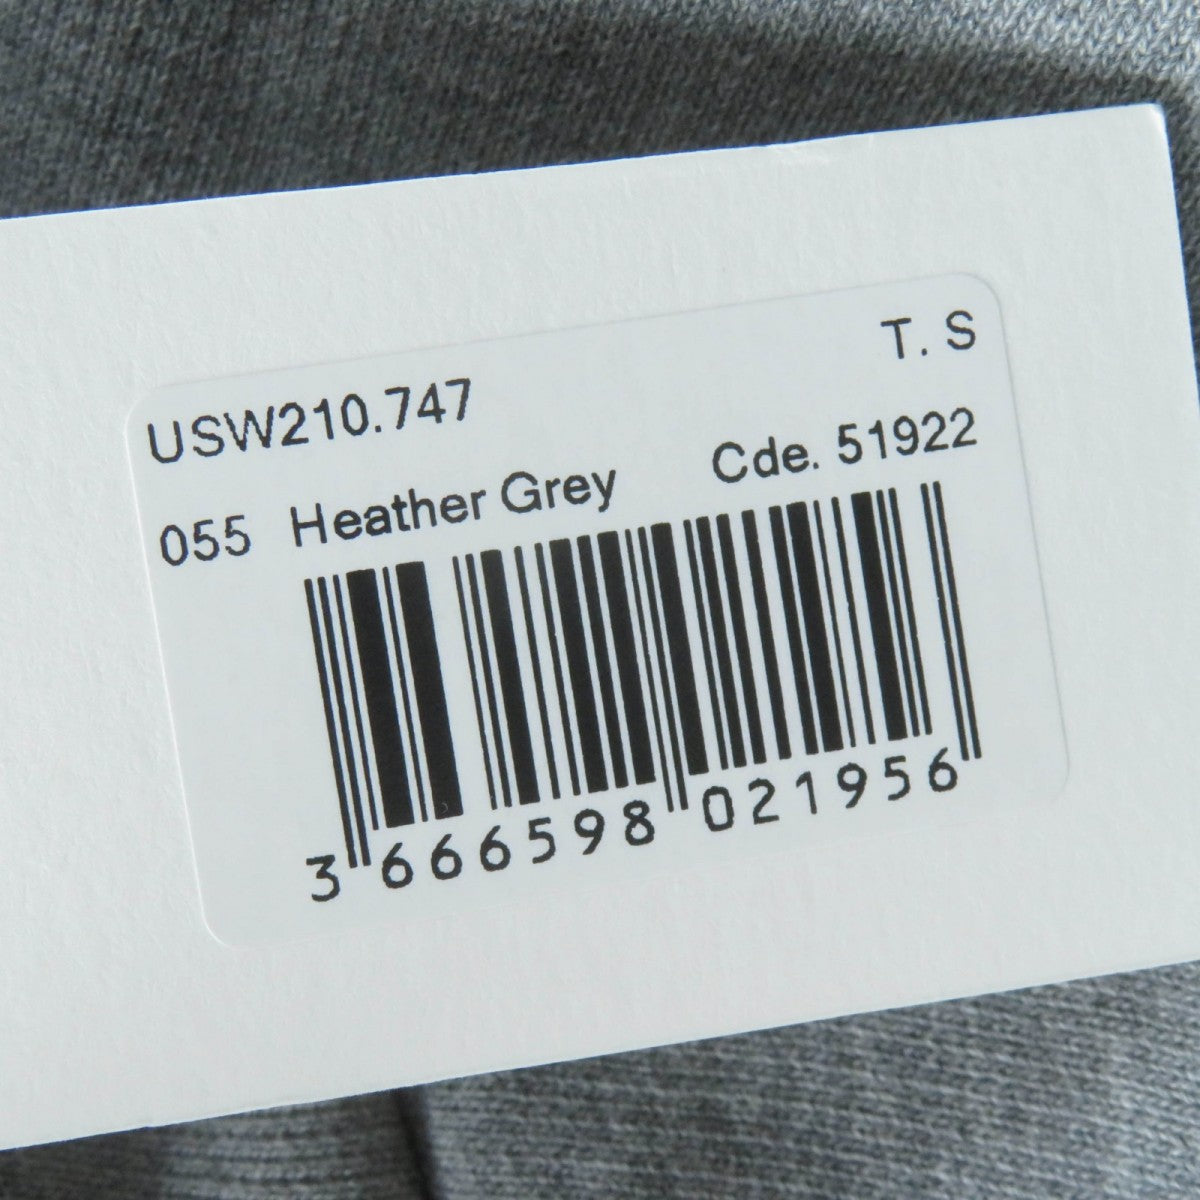 USW210.747 T. S
055 Heather Grey Cde. 51922
3 666598 021956